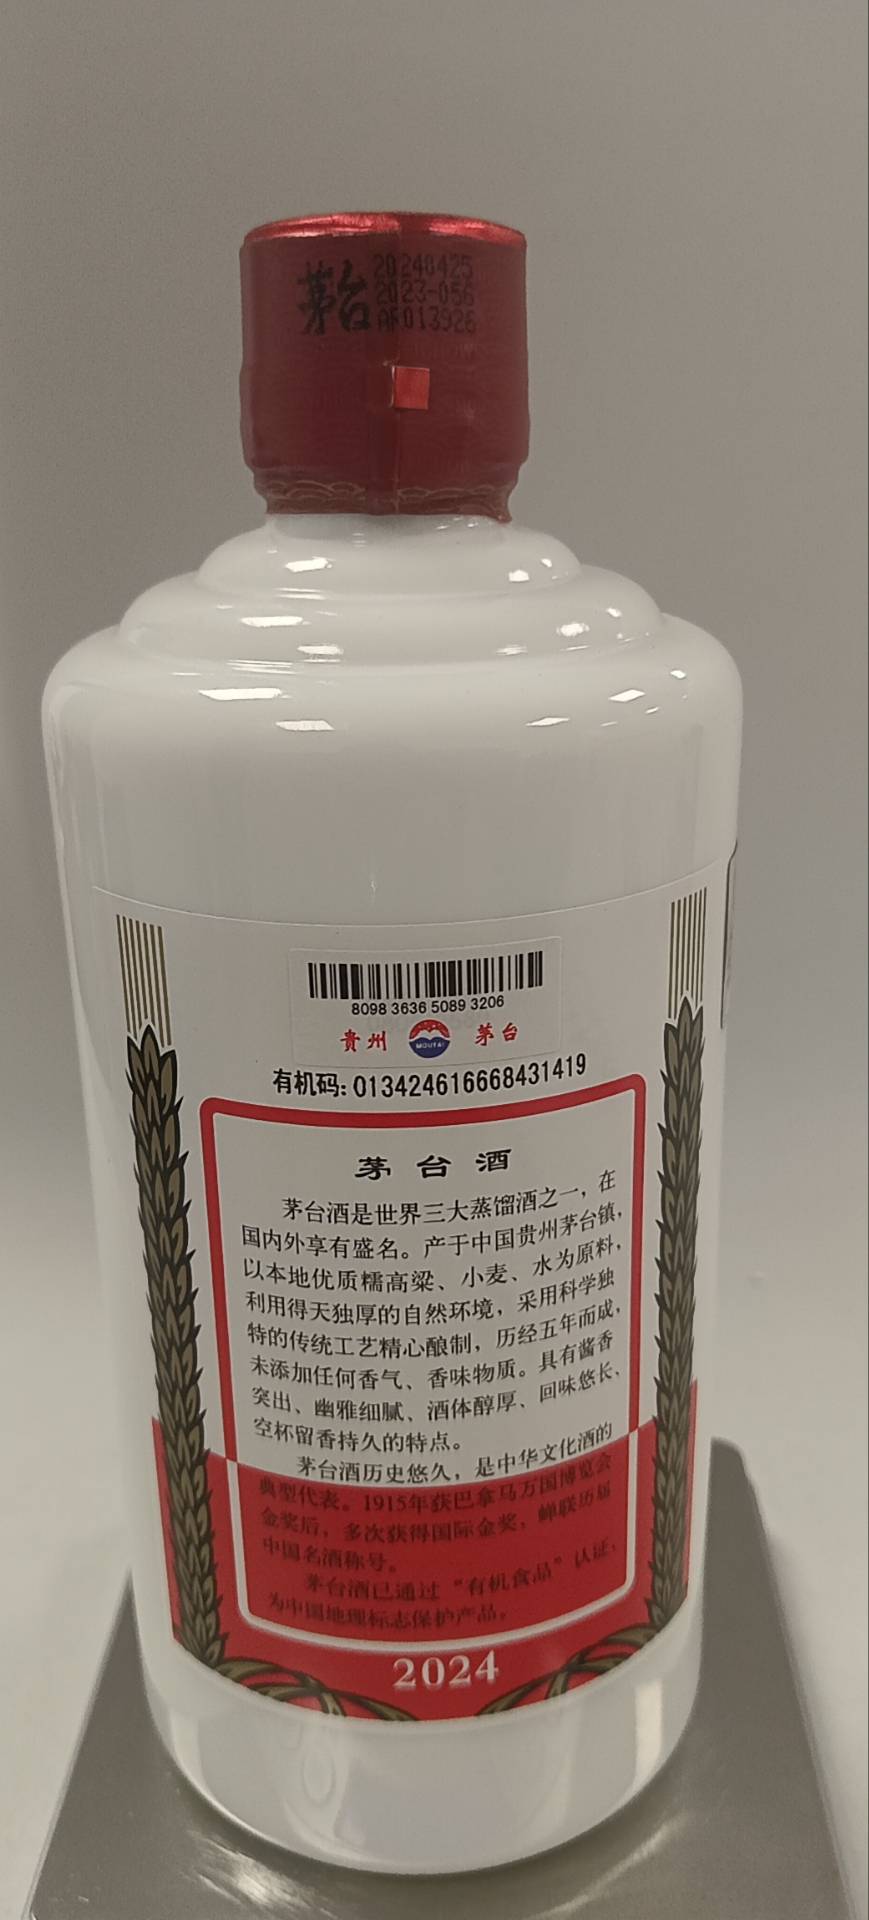 茅台
20240425
2023-056
AF013926
8098 3636 5089 3206
贵州 MOUTAI 茅台
有机码:013424616668431419
茅台酒
茅台酒是世界三大蒸馏酒之一，在
国内外享有盛名。产于中国贵州茅台镇，
以本地优质糯高粱、小麦、水为原料，
利用得天独厚的自然环境，采用科学独
特的传统工艺精心酿制，历经五年而成，
未添加任何香气、香味物质。具有酱香
突出、幽雅细腻、酒体醇厚、回味悠长、
空杯留香持久的特点。
茅台酒历史悠久，是中华文化酒的
典型代表。1915年获巴拿马万国博览会
金奖后，多次获得国际金奖，蝉联历届
中国名酒称号。
茅台酒已通过“有机食品”认证，
为中国地理标志保护产品。
2024